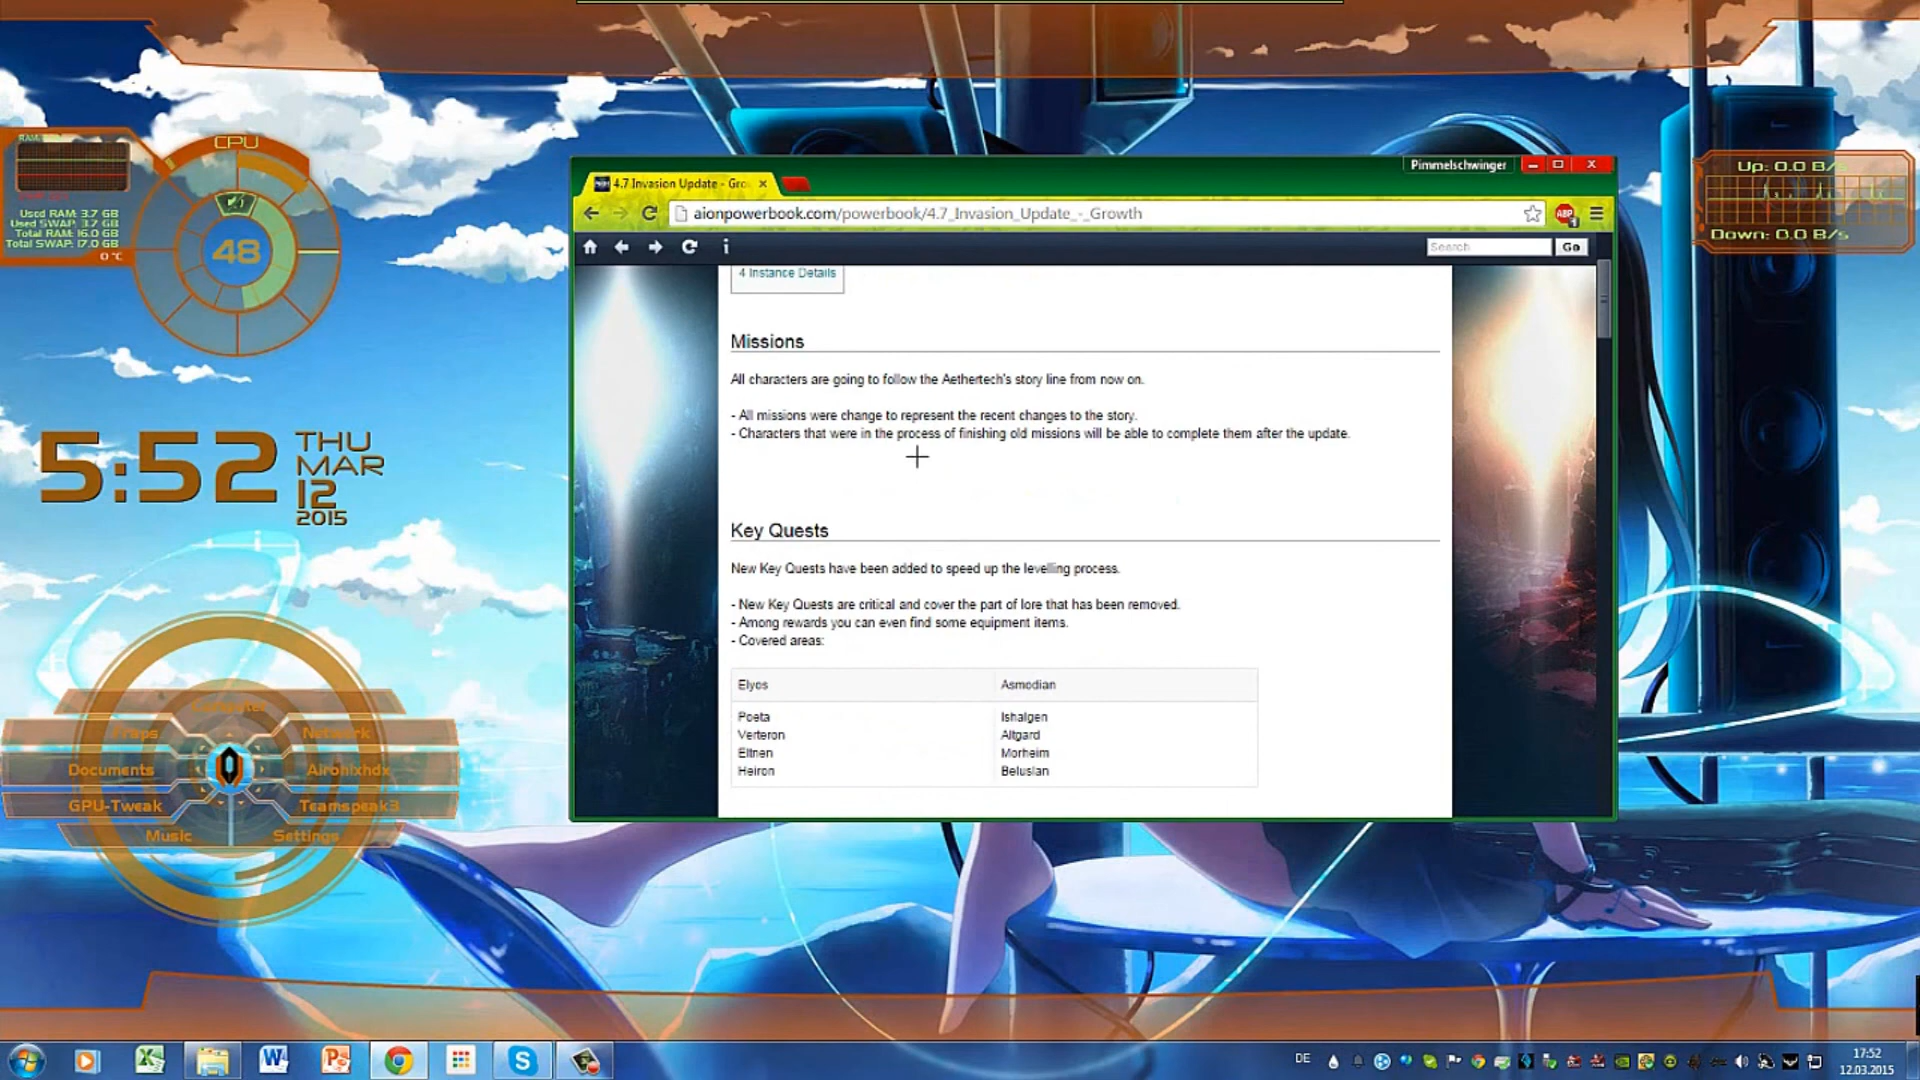 CPU
48
Used RAM: 3.7 GB
Used SWAP: 3.7 GB
Total RAM: 16.0 GB
Total SWAP: 17.0 GB
0°C
5:52
THU
MAR
12
2015
Fraps
Network
Documents
GPU-Tweak
Teamspeak3
Music
Settings
Pimmelschwinger
4.7 Invasion Update - Gro
aionpowerbook.com/powerbook/4.7_Invasion_Update_-_Growth
ABP
Search
Go
4 Instance Details
Missions
All characters are going to follow the Aethertech's story line from now on.
- All missions were change to represent the recent changes to the story.
- Characters that were in the process of finishing old missions will be able to complete them after the update.
Key Quests
New Key Quests have been added to speed up the levelling process.
- New Key Quests are critical and cover the part of lore that has been removed.
- Among rewards you can even find some equipment items.
- Covered areas:
Elyos Asmodian
Poeta Ishalgen
Verteron Altgard
Eltnen Morheim
Heiron Beluslan
Up: 0.0 B/s
Down: 0.0 B/s
DE
17:52
12.03.2015